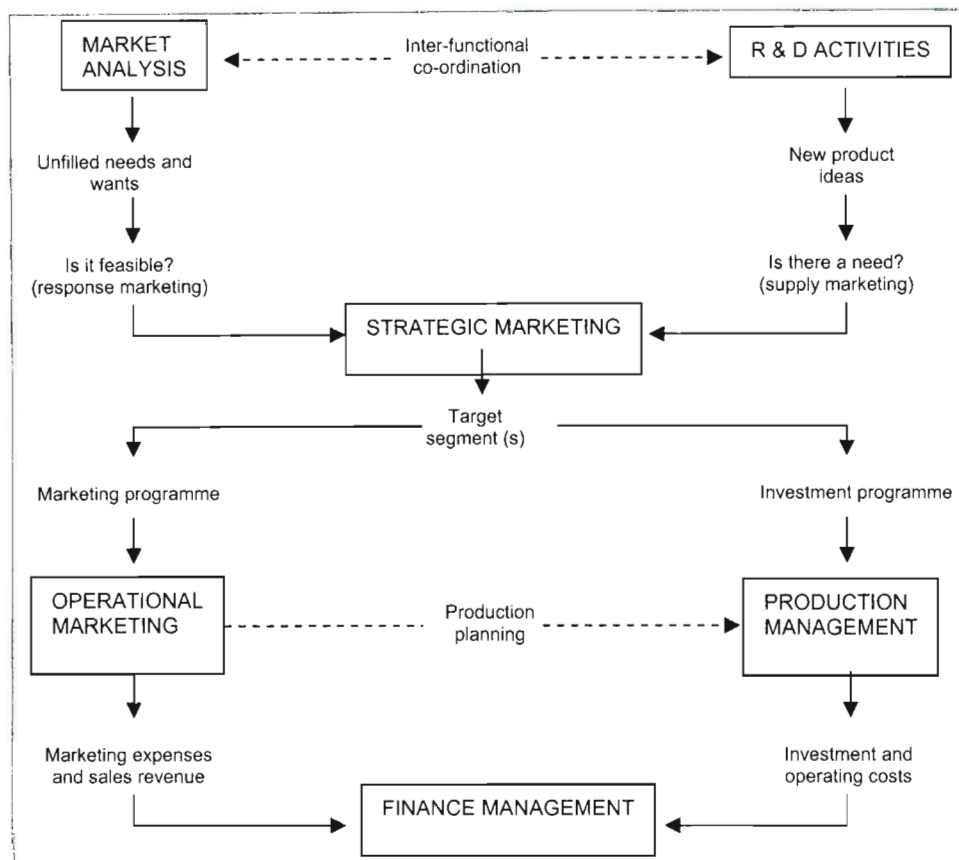 MARKET
ANALYSIS
Inter-functional
co-ordination
R & D ACTIVITIES
Unfilled needs and
wants
New product
ideas
Is it feasible?
(response marketing)
Is there a need?
(supply marketing)
STRATEGIC MARKETING
Target
segment (s)
Marketing programme
Investment programme
OPERATIONAL
MARKETING
Production
planning
PRODUCTION
MANAGEMENT
Marketing expenses
and sales revenue
Investment and
operating costs
FINANCE MANAGEMENT